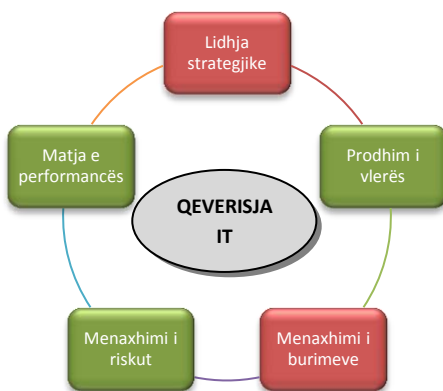 Lidhja
strategjike
Matja e
performancës
Prodhim i
vlerës
QEVERISJA
IT
Menaxhimi i
riskut
Menaxhimi i
burimeve